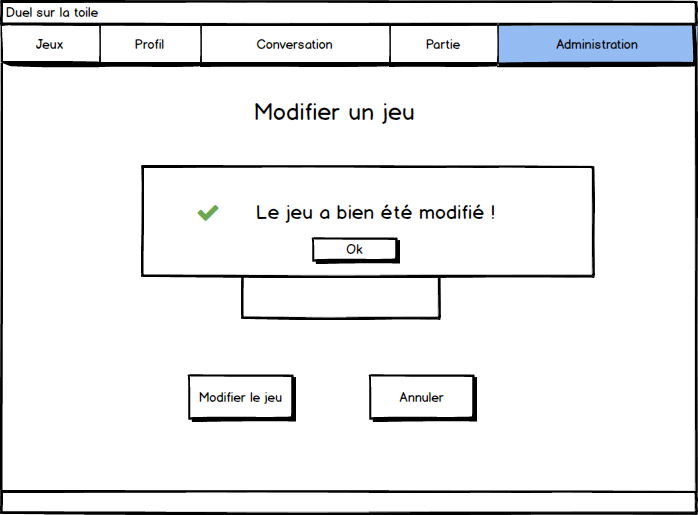 Duel sur la toile
Jeux Profil Conversation Partie Administration
Modifier un jeu
Le jeu a bien été modifié !
Ok
Modifier le jeu Annuler